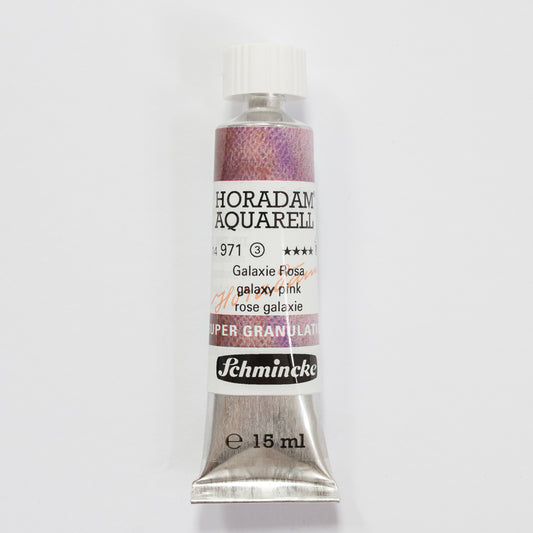 HORADAM®
AQUARELL
14 971 3 ★★★★
Galaxie Rosa
galaxy pink
rose galaxie
SUPER GRANULATI
Schmincke
e 15 ml